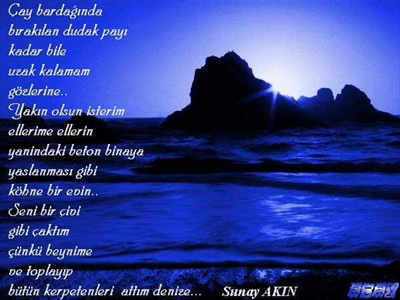 Çay bardağında
bırakılan dudak payı
kadar bile
uzak kalamam
gözlerine..
Yakın olsun isterim
ellerime ellerin
yanindaki beton binaya
yaslanması gibi
köhne bir evin..
Seni bir çivi
gibi çaktım
çünkü beynime
ve toplayıp
bütün kerpetenleri attım denize... Sunay AKIN